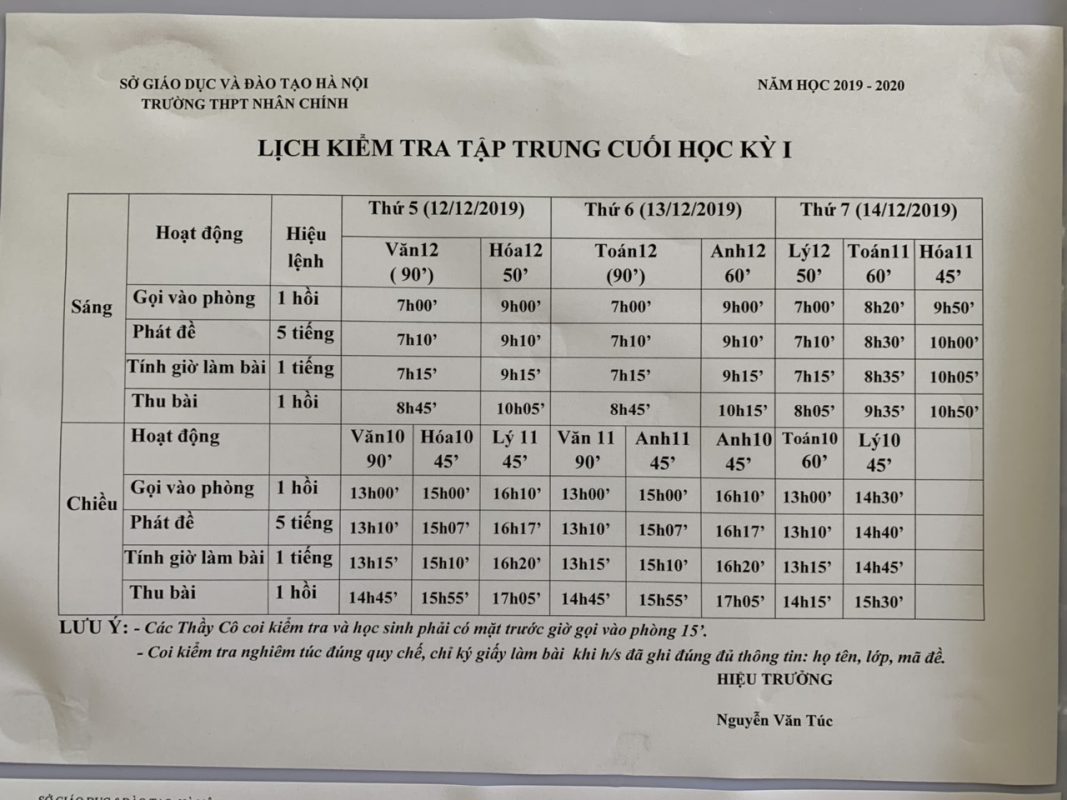 SỞ GIÁO DỤC VÀ ĐÀO TẠO HÀ NỘI NĂM HỌC 2019 - 2020
TRƯỜNG THPT NHÂN CHÍNH
LỊCH KIỂM TRA TẬP TRUNG CUỐI HỌC KỲ I
Sáng Hoạt động Hiệu lệnh Thứ 5 (12/12/2019) Thứ 6 (13/12/2019) Thứ 7 (14/12/2019)
Văn12 Hóa12 Toán12 Anh12 Lý12 Toán11 Hóa11
( 90’) 50’ (90’) 60’ 50’ 60’ 45’
Gọi vào phòng 1 hồi 7h00’ 9h00’ 7h00’ 9h00’ 7h00’ 8h20’ 9h50’
Phát đề 5 tiếng 7h10’ 9h10’ 7h10’ 9h10’ 7h10’ 8h30’ 10h00’
Tính giờ làm bài 1 tiếng 7h15’ 9h15’ 7h15’ 9h15’ 7h15’ 8h35’ 10h05’
Thu bài 1 hồi 8h45’ 10h05’ 8h45’ 10h15’ 8h05’ 9h35’ 10h50’
Chiều Hoạt động Văn10 Hóa10 Lý 11 Văn 11 Anh11 Anh10 Toán10 Lý10
90’ 45’ 45’ 90’ 45’ 45’ 60’ 45’
Gọi vào phòng 1 hồi 13h00’ 15h00’ 16h10’ 13h00’ 15h00’ 16h10’ 13h00’ 14h30’
Phát đề 5 tiếng 13h10’ 15h07’ 16h17’ 13h10’ 15h07’ 16h17’ 13h10’ 14h40’
Tính giờ làm bài 1 tiếng 13h15’ 15h10’ 16h20’ 13h15’ 15h10’ 16h20’ 13h15’ 14h45’
Thu bài 1 hồi 14h45’ 15h55’ 17h05’ 14h45’ 15h55’ 17h05’ 14h15’ 15h30’
LƯU Ý: - Các Thầy Cô coi kiểm tra và học sinh phải có mặt trước giờ gọi vào phòng 15’.
- Coi kiểm tra nghiêm túc đúng quy chế, chỉ ký giấy làm bài khi h/s đã ghi đúng đủ thông tin: họ tên, lớp, mã đề.
HIỆU TRƯỞNG
Nguyễn Văn Túc